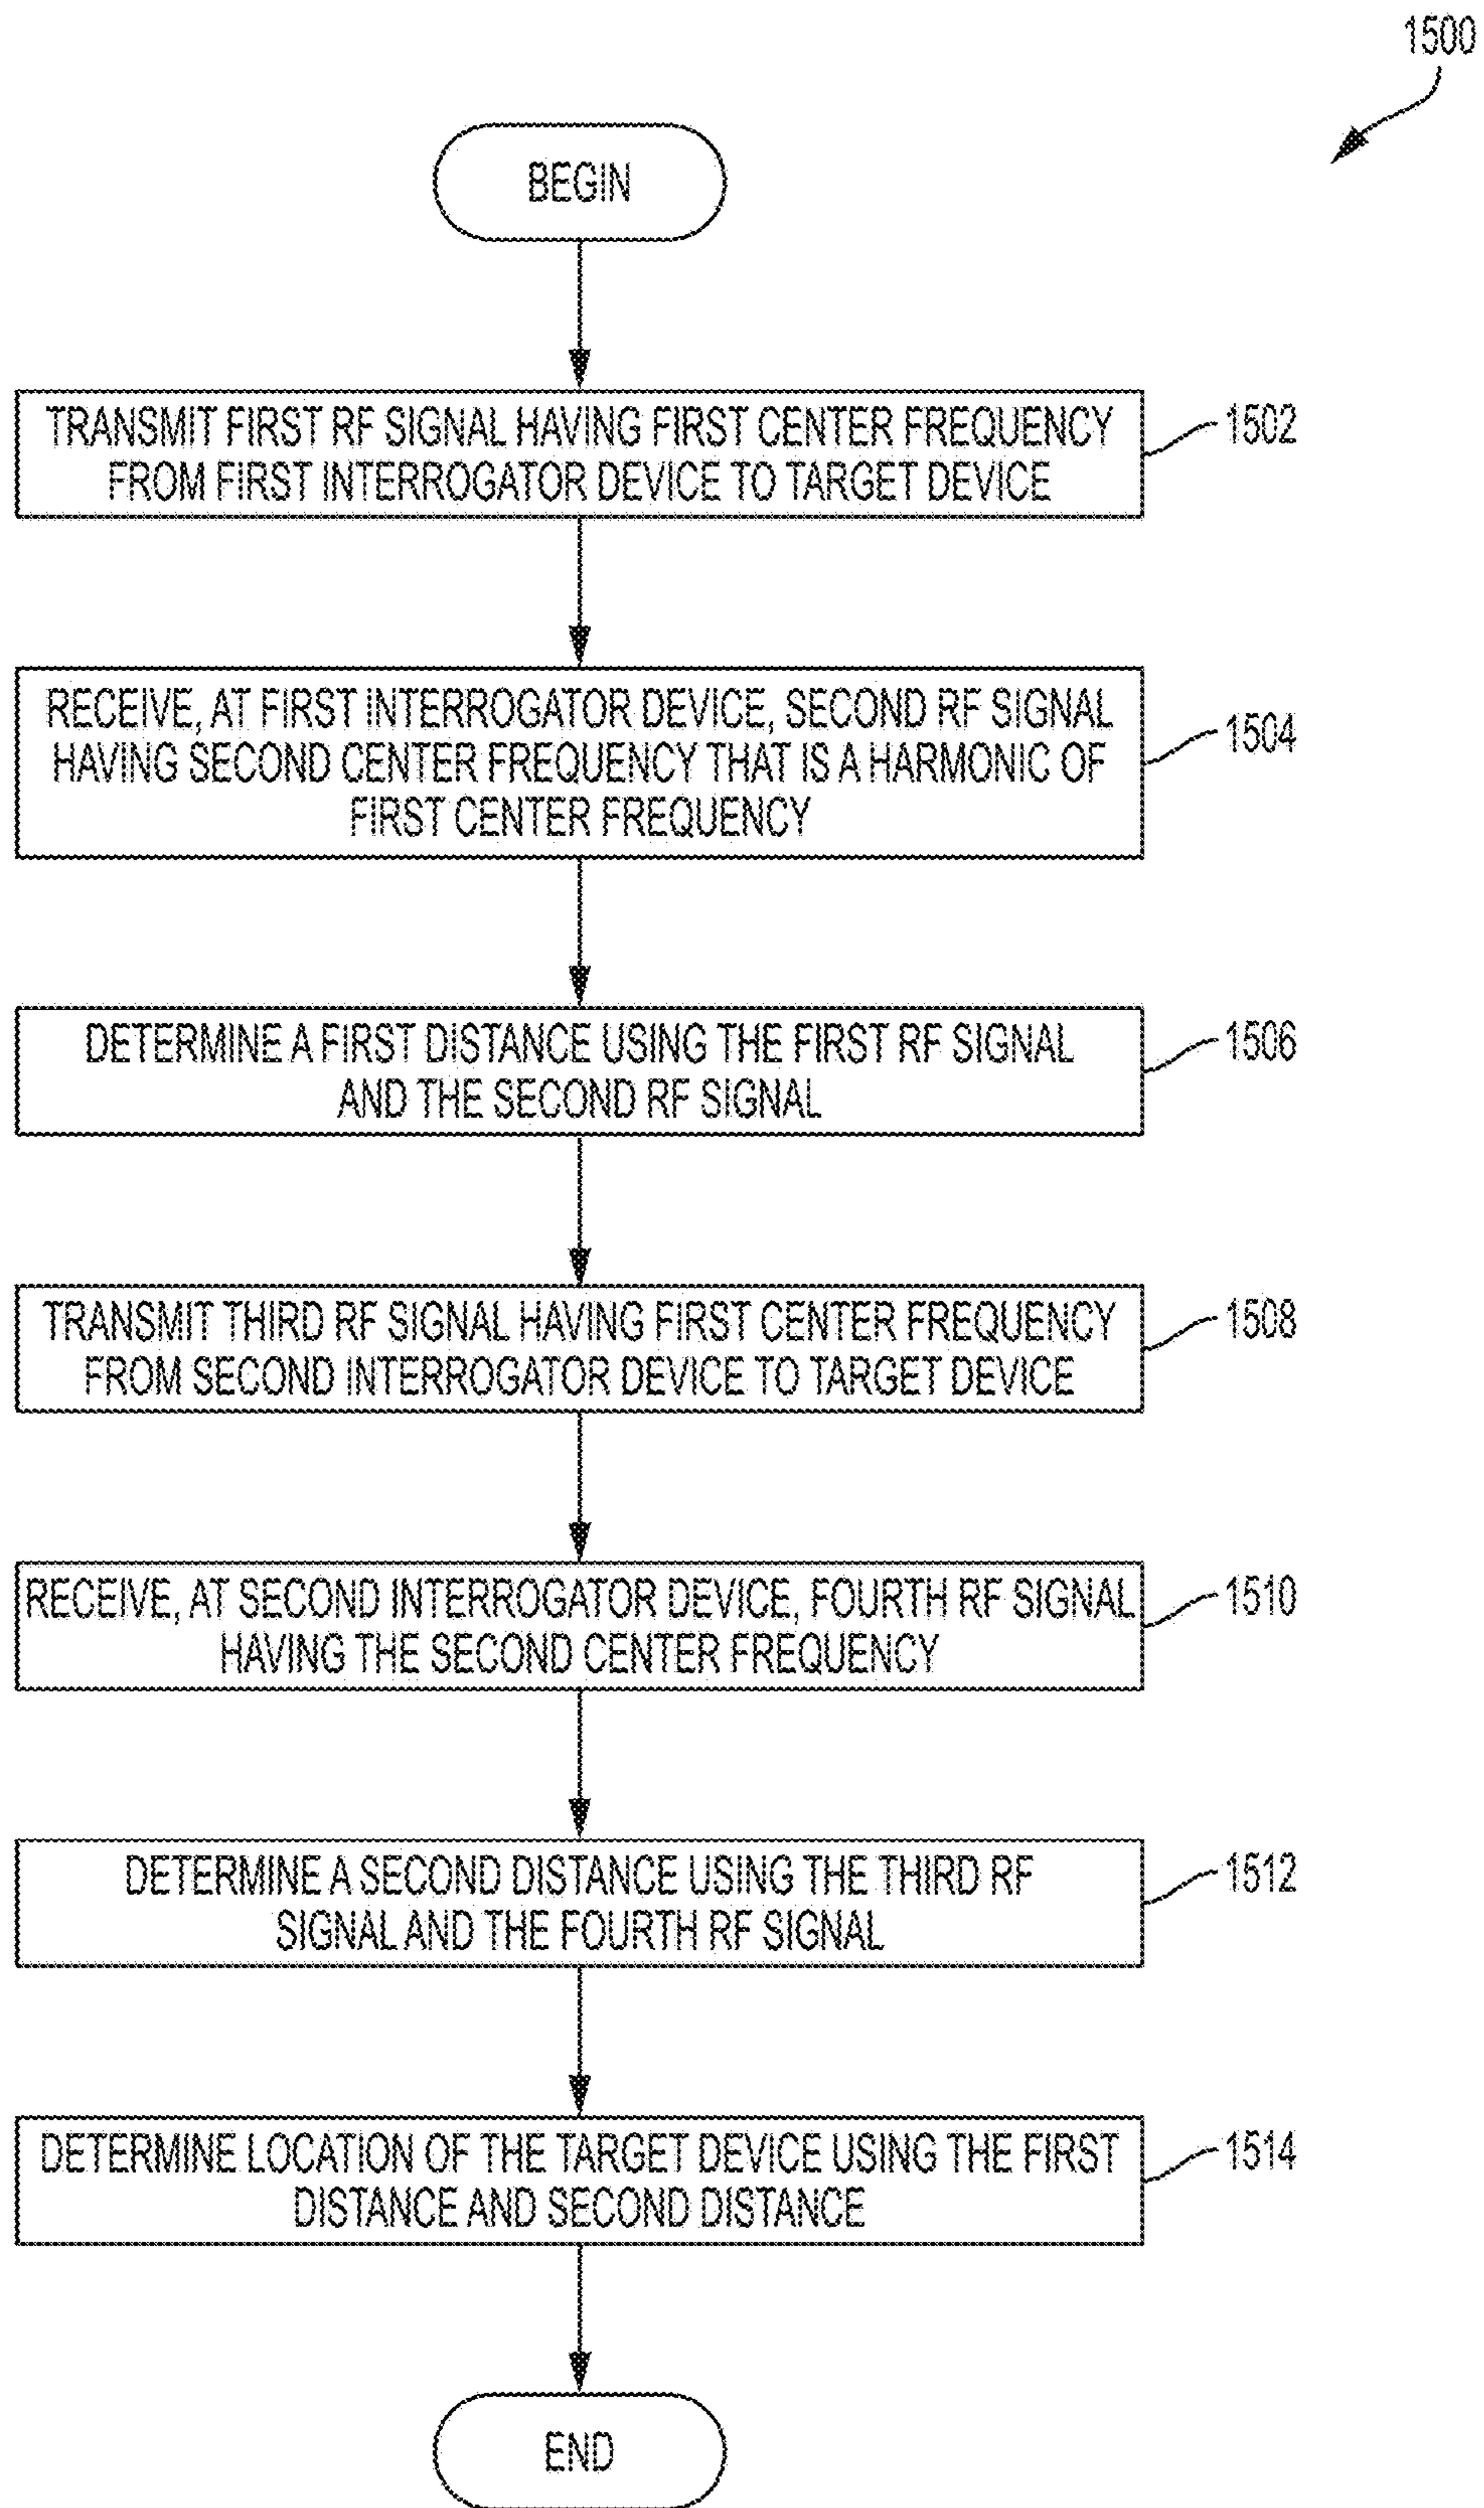 1500
BEGIN
TRANSMIT FIRST RF SIGNAL HAVING FIRST CENTER FREQUENCY
FROM FIRST INTERROGATOR DEVICE TO TARGET DEVICE
1502
RECEIVE, AT FIRST INTERROGATOR DEVICE, SECOND RF SIGNAL
HAVING SECOND CENTER FREQUENCY THAT IS A HARMONIC OF
FIRST CENTER FREQUENCY
1504
DETERMINE A FIRST DISTANCE USING THE FIRST RF SIGNAL
AND THE SECOND RF SIGNAL
1506
TRANSMIT THIRD RF SIGNAL HAVING FIRST CENTER FREQUENCY
FROM SECOND INTERROGATOR DEVICE TO TARGET DEVICE
1508
RECEIVE, AT SECOND INTERROGATOR DEVICE, FOURTH RF SIGNAL
HAVING THE SECOND CENTER FREQUENCY
1510
DETERMINE A SECOND DISTANCE USING THE THIRD RF
SIGNAL AND THE FOURTH RF SIGNAL
1512
DETERMINE LOCATION OF THE TARGET DEVICE USING THE FIRST
DISTANCE AND SECOND DISTANCE
1514
END